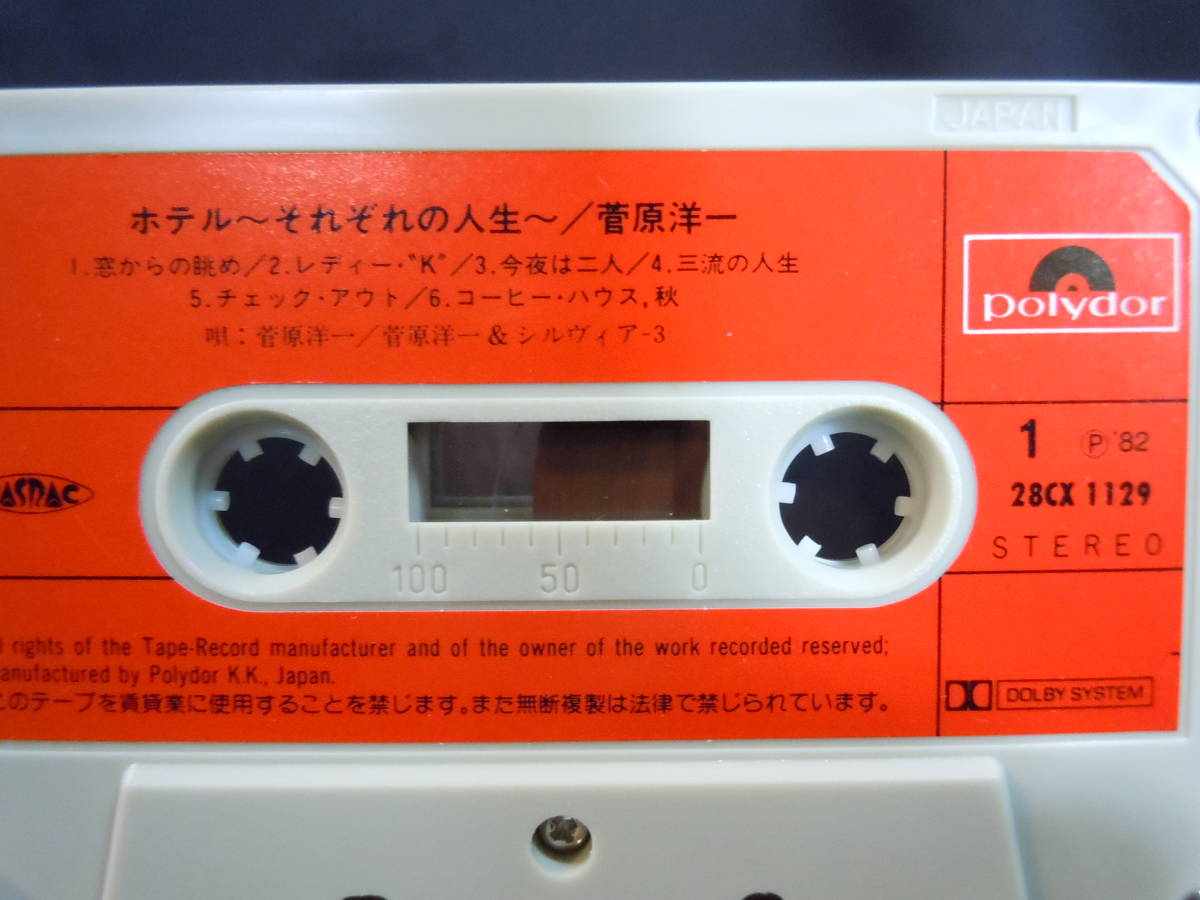 JAPAN
ホテル〜それぞれの人生〜/菅原洋一
1. 窓からの眺め/2. レディー・"K"/3. 今夜は二人/4. 三流の人生
5. チェック・アウト/6. コーヒー・ハウス, 秋
唄: 菅原洋一/菅原洋一 & シルヴィア-3
polydor
1 Ⓟ '82
28CX 1129
STEREO
JASRAC
100 50 0
rights of the Tape-Record manufacturer and of the owner of the work recorded reserved;
anufactured by Polydor K.K., Japan.
このテープを賃貸業に使用することを禁じます。また無断複製は法律で禁じられています。
DOLBY SYSTEM